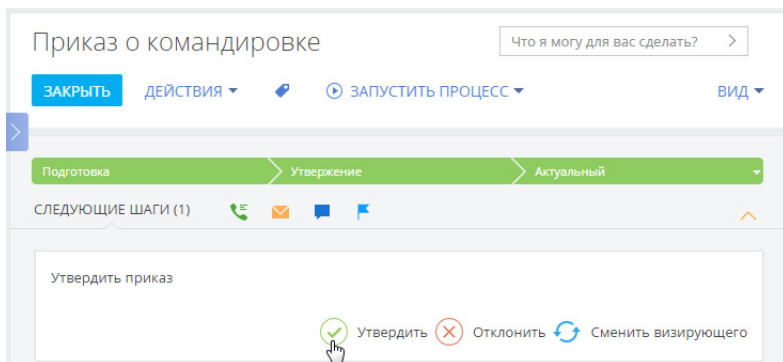 Приказ о командировке
Что я могу для вас сделать?
ЗАКРЫТЬ ДЕЙСТВИЯ ЗАПУСТИТЬ ПРОЦЕСС ВИД
Подготовка Утвержение Актуальный
СЛЕДУЮЩИЕ ШАГИ (1)
Утвердить приказ
Утвердить Отклонить Сменить визирующего